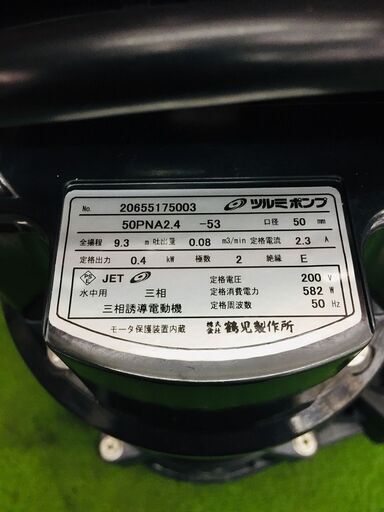 No. 20655175003 ツルミポンプ
50PNA2.4 -53 口径 50 mm
全揚程 9.3 m 吐出量 0.08 m3/min 定格電流 2.3 A
定格出力 0.4 kW 極数 2 絶縁 E
PSE JET 定格電圧 200 V
水中用 三相 定格消費電力 582 W
三相誘導電動機 定格周波数 50 Hz
モータ保護装置内蔵 株式会社 鶴見製作所